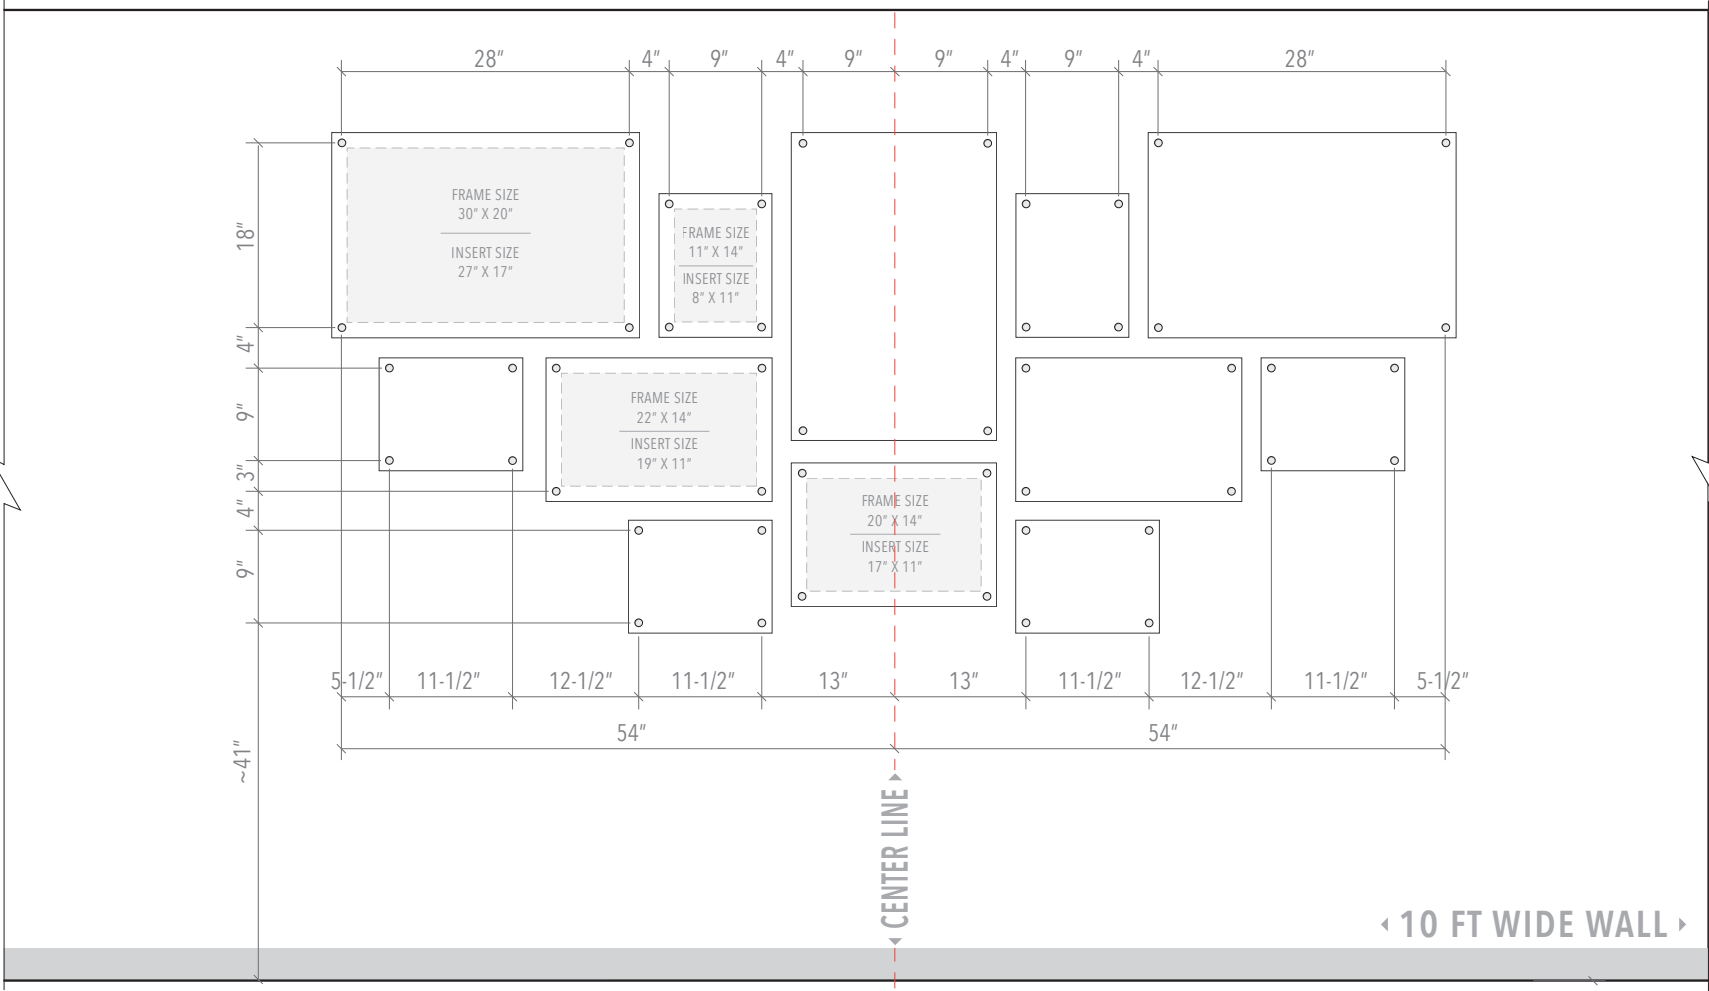 28" 4" 9" 4" 9" 9" 4" 9" 4" 28"
18"
FRAME SIZE
30" X 20"
INSERT SIZE
27" X 17"
FRAME SIZE
11" X 14"
INSERT SIZE
8" X 11"
4"
9"
FRAME SIZE
22" X 14"
INSERT SIZE
19" X 11"
3"
4"
FRAME SIZE
20" X 14"
INSERT SIZE
17" X 11"
9"
5-1/2" 11-1/2" 12-1/2" 11-1/2" 13" 13" 11-1/2" 12-1/2" 11-1/2" 5-1/2"
54" 54"
~41"
CENTER LINE
10 FT WIDE WALL